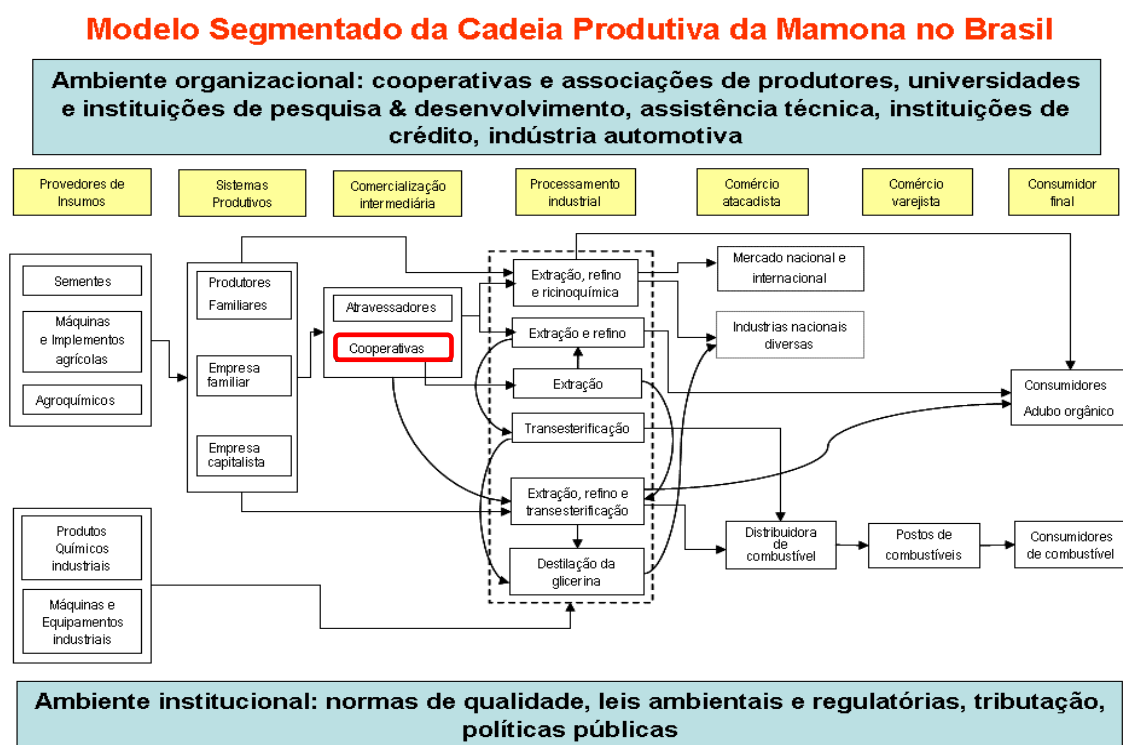 Modelo Segmentado da Cadeia Produtiva da Mamona no Brasil
Ambiente organizacional: cooperativas e associações de produtores, universidades
e instituições de pesquisa & desenvolvimento, assistência técnica, instituições de
crédito, indústria automotiva
Provedores de
Insumos
Sistemas
Produtivos
Comercialização
intermediária
Processamento
industrial
Comércio
atacadista
Comércio
varejista
Consumidor
final
Sementes
Máquinas
e Implementos
agrícolas
Agroquímicos
Produtos
Químicos
industriais
Máquinas e
Equipamentos
industriais
Produtores
Familiares
Empresa
familiar
Empresa
capitalista
Atravessadores
Cooperativas
Extração, refino
e ricinoquímica
Extração e refino
Extração
Transesterificação
Extração, refino e
transesterificação
Destilação da
glicerina
Mercado nacional e
internacional
Industrias nacionais
diversas
Distribuidora
de
combustível
Postos de
combustíveis
Consumidores
Adubo orgânico
Consumidores
de combustível
Ambiente institucional: normas de qualidade, leis ambientais e regulatórias, tributação,
políticas públicas